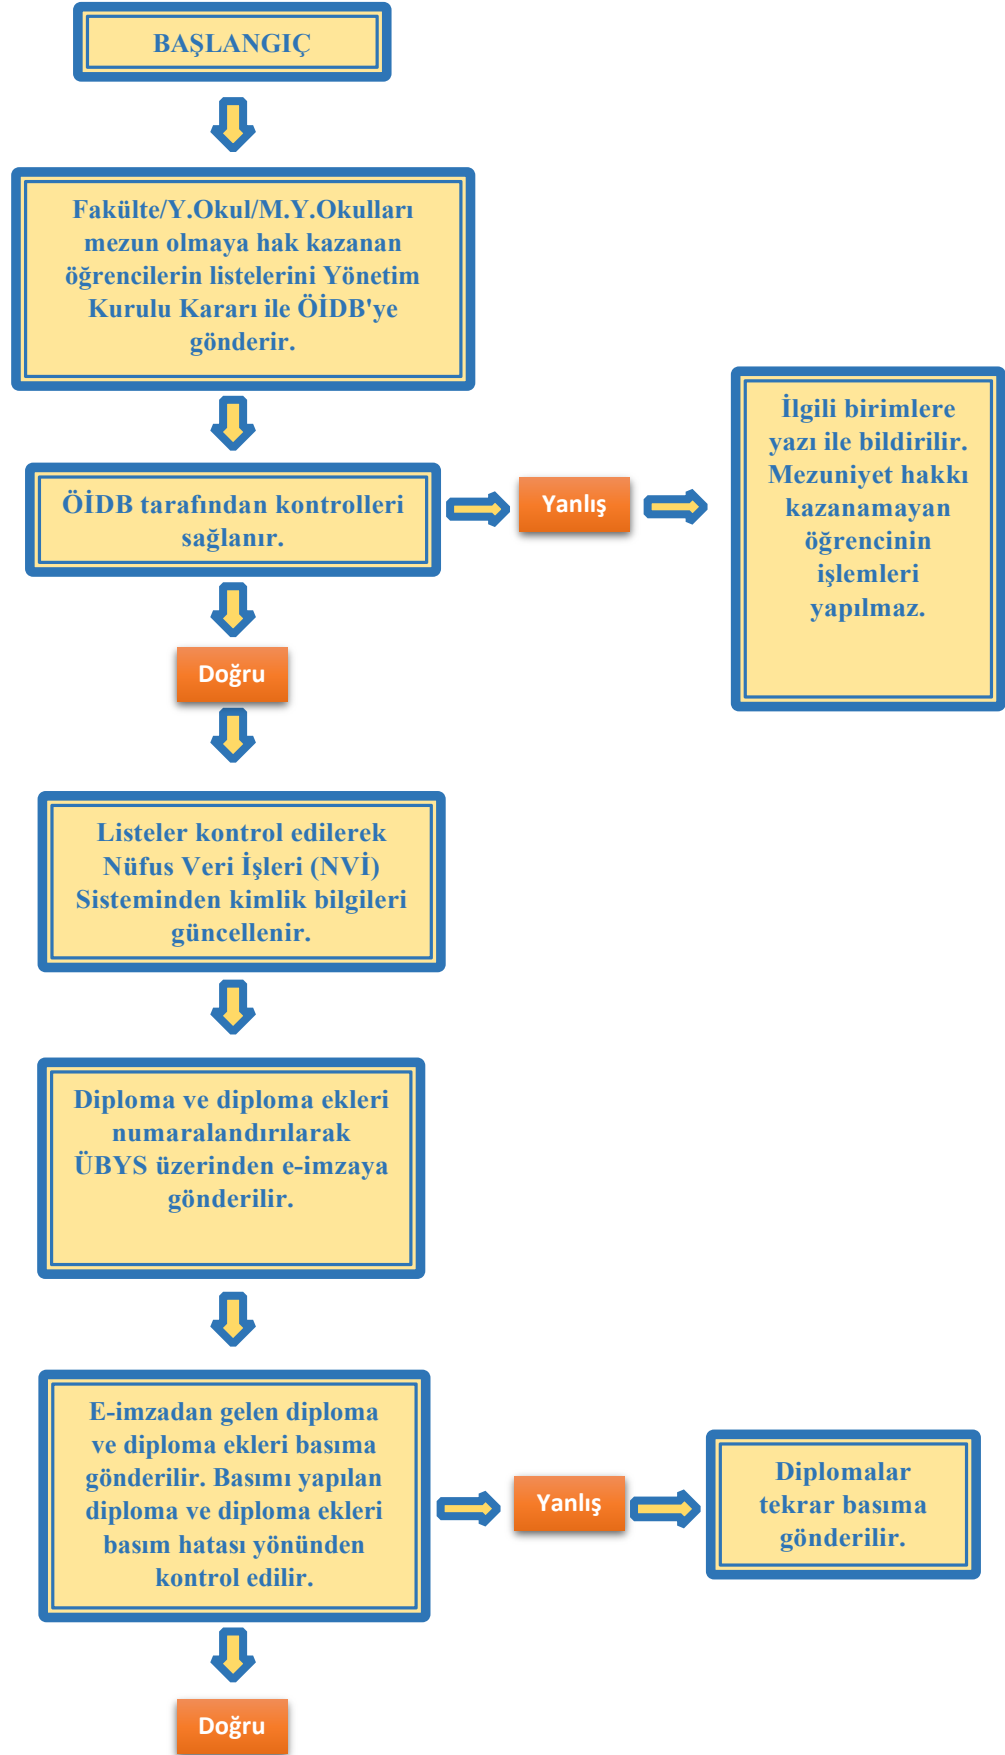 BAŞLANGIÇ
Fakülte/Y.Okul/M.Y.Okulları
mezun olmaya hak kazanan
öğrencilerin listelerini Yönetim
Kurulu Kararı ile ÖİDB'ye
gönderir.
ÖİDB tarafından kontrolleri
sağlanır.
Yanlış
İlgili birimlere
yazı ile bildirilir.
Mezuniyet hakkı
kazanamayan
öğrencinin
işlemleri
yapılmaz.
Doğru
Listeler kontrol edilerek
Nüfus Veri İşleri (NVİ)
Sisteminden kimlik bilgileri
güncellenir.
Diploma ve diploma ekleri
numaralandırılarak
ÜBYS üzerinden e-imzaya
gönderilir.
E-imzadan gelen diploma
ve diploma ekleri basıma
gönderilir. Basımı yapılan
diploma ve diploma ekleri
basım hatası yönünden
kontrol edilir.
Yanlış
Diplomalar
tekrar basıma
gönderilir.
Doğru